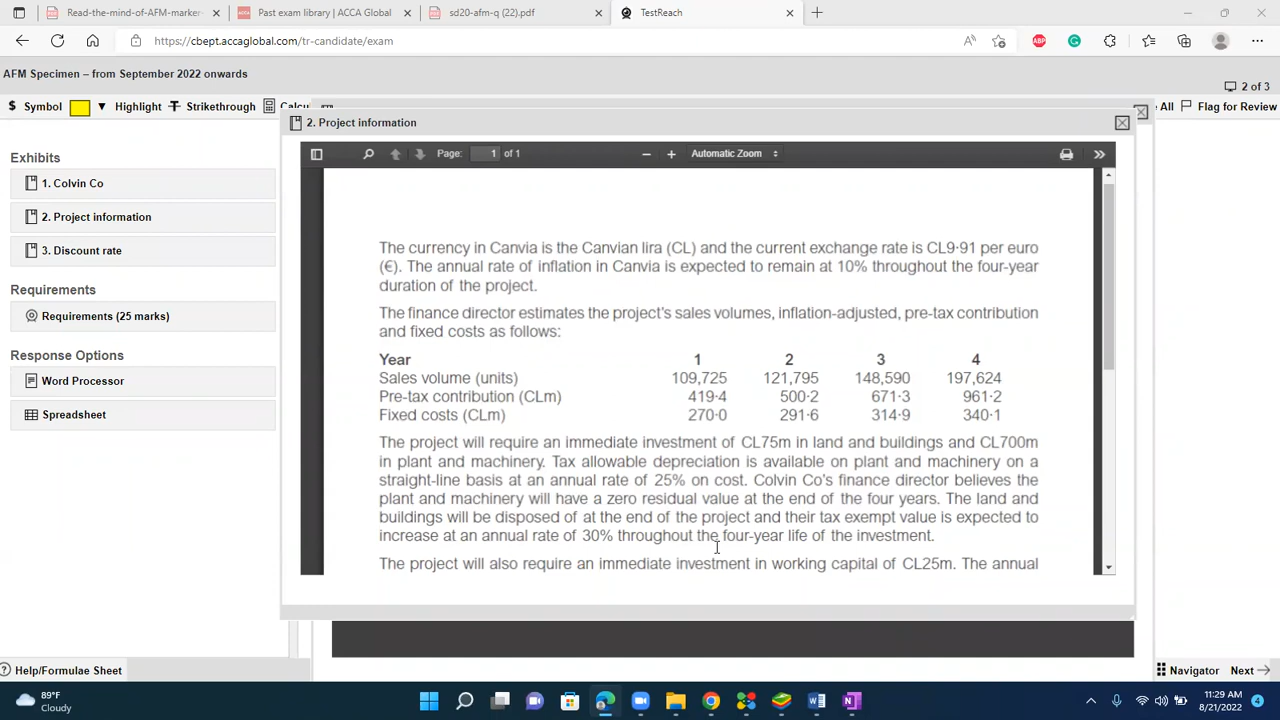 Read-the-mind-of-AFM-marker-
Past exam library | ACCA Global
sd20-afm-q (22).pdf
TestReach
https://cbept.accaglobal.com/tr-candidate/exam
AFM Specimen – from September 2022 onwards
2 of 3
$ Symbol
Highlight
Strikethrough
Calcu
All
Flag for Review
2. Project information
Page: 1 of 1
Automatic Zoom
Exhibits
1. Colvin Co
2. Project information
3. Discount rate
Requirements
Requirements (25 marks)
Response Options
Word Processor
Spreadsheet
The currency in Canvia is the Canvian lira (CL) and the current exchange rate is CL9·91 per euro
(€). The annual rate of inflation in Canvia is expected to remain at 10% throughout the four-year
duration of the project.
The finance director estimates the project's sales volumes, inflation-adjusted, pre-tax contribution
and fixed costs as follows:
Year 1 2 3 4
Sales volume (units) 109,725 121,795 148,590 197,624
Pre-tax contribution (CLm) 419·4 500·2 671·3 961·2
Fixed costs (CLm) 270·0 291·6 314·9 340·1
The project will require an immediate investment of CL75m in land and buildings and CL700m
in plant and machinery. Tax allowable depreciation is available on plant and machinery on a
straight-line basis at an annual rate of 25% on cost. Colvin Co's finance director believes the
plant and machinery will have a zero residual value at the end of the four years. The land and
buildings will be disposed of at the end of the project and their tax exempt value is expected to
increase at an annual rate of 30% throughout the four-year life of the investment.
The project will also require an immediate investment in working capital of CL25m. The annual
Help/Formulae Sheet
Navigator
Next
89°F
Cloudy
11:29 AM
8/21/2022